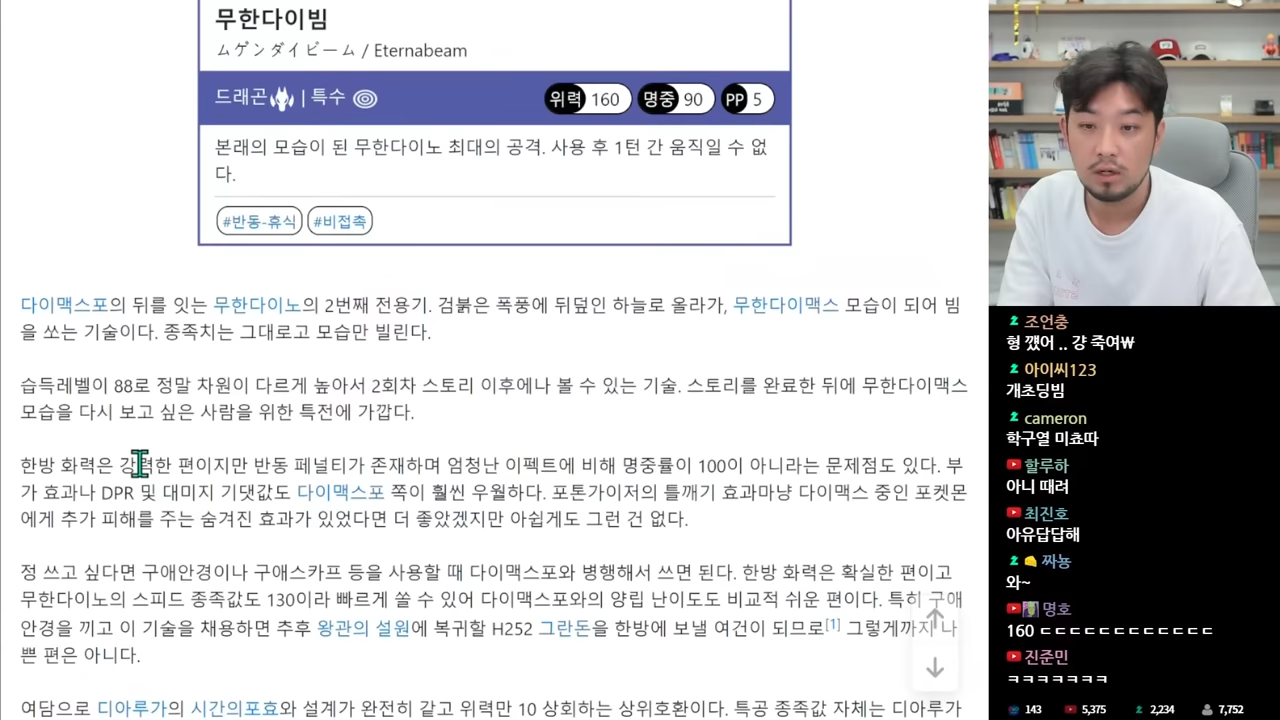 무한다이빔
ムゲンダイビーム / Eternabeam
드래곤 | 특수 위력 160 명중 90 PP 5
본래의 모습이 된 무한다이노 최대의 공격. 사용 후 1턴 간 움직일 수 없
다.
#반동-휴식 #비접촉
다이맥스포의 뒤를 잇는 무한다이노의 2번째 전용기. 검붉은 폭풍에 뒤덮인 하늘로 올라가, 무한다이맥스 모습이 되어 빔
을 쏘는 기술이다. 종족치는 그대로고 모습만 빌린다.
습득레벨이 88로 정말 차원이 다르게 높아서 2회차 스토리 이후에나 볼 수 있는 기술. 스토리를 완료한 뒤에 무한다이맥스
모습을 다시 보고 싶은 사람을 위한 특전에 가깝다.
한방 화력은 강력한 편이지만 반동 페널티가 존재하며 엄청난 이펙트에 비해 명중률이 100이 아니라는 문제점도 있다. 부
가 효과나 DPR 및 대미지 기댓값도 다이맥스포 쪽이 훨씬 우월하다. 포톤가이저의 틀깨기 효과마냥 다이맥스 중인 포켓몬
에게 추가 피해를 주는 숨겨진 효과가 있었다면 더 좋았겠지만 아쉽게도 그런 건 없다.
정 쓰고 싶다면 구애안경이나 구애스카프 등을 사용할 때 다이맥스포와 병행해서 쓰면 된다. 한방 화력은 확실한 편이고
무한다이노의 스피드 종족값도 130이라 빠르게 쏠 수 있어 다이맥스포와의 양립 난이도도 비교적 쉬운 편이다. 특히 구애
안경을 끼고 이 기술을 채용하면 추후 왕관의 설원에 복귀할 H252 그란돈을 한방에 보낼 여건이 되므로[1] 그렇게까지 나
쁜 편은 아니다.
여담으로 디아루가의 시간의포효와 설계가 완전히 같고 위력만 10 상회하는 상위호환이다. 특공 종족값 자체는 디아루가
조언충
형 깼어 .. 걍 죽여₩
아이씨123
개초딩빔
cameron
학구열 미쵸따
할루하
아니 때려
최진호
아유답답해
짜뇽
와~
명호
160 ㄷㄷㄷㄷㄷㄷㄷㄷㄷㄷㄷㄷ
진준민
ㅋㅋㅋㅋㅋㅋㅋ
143 5,375 2,234 7,752